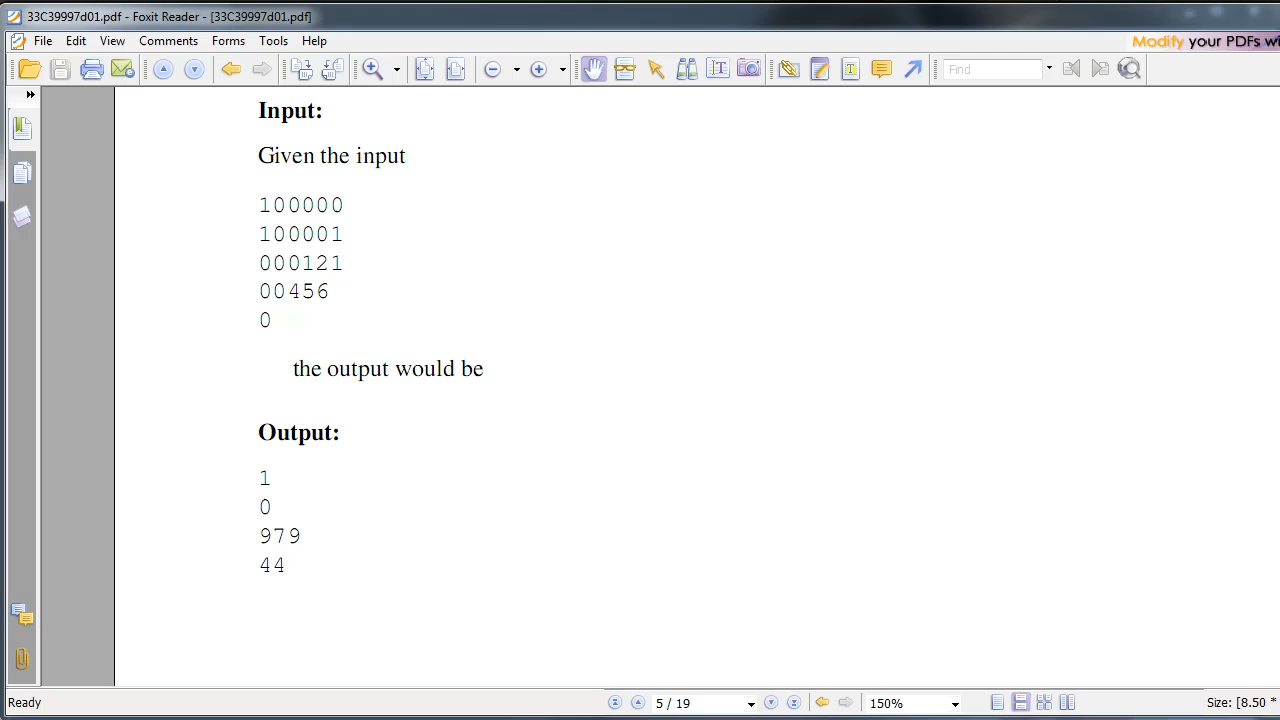 33C39997d01.pdf - Foxit Reader - [33C39997d01.pdf]
File Edit View Comments Forms Tools Help
Modify your PDFs wi
Find
Input:
Given the input
100000
100001
000121
00456
0
the output would be
Output:
1
0
979
44
Ready
5 / 19
150%
Size: [8.50 *